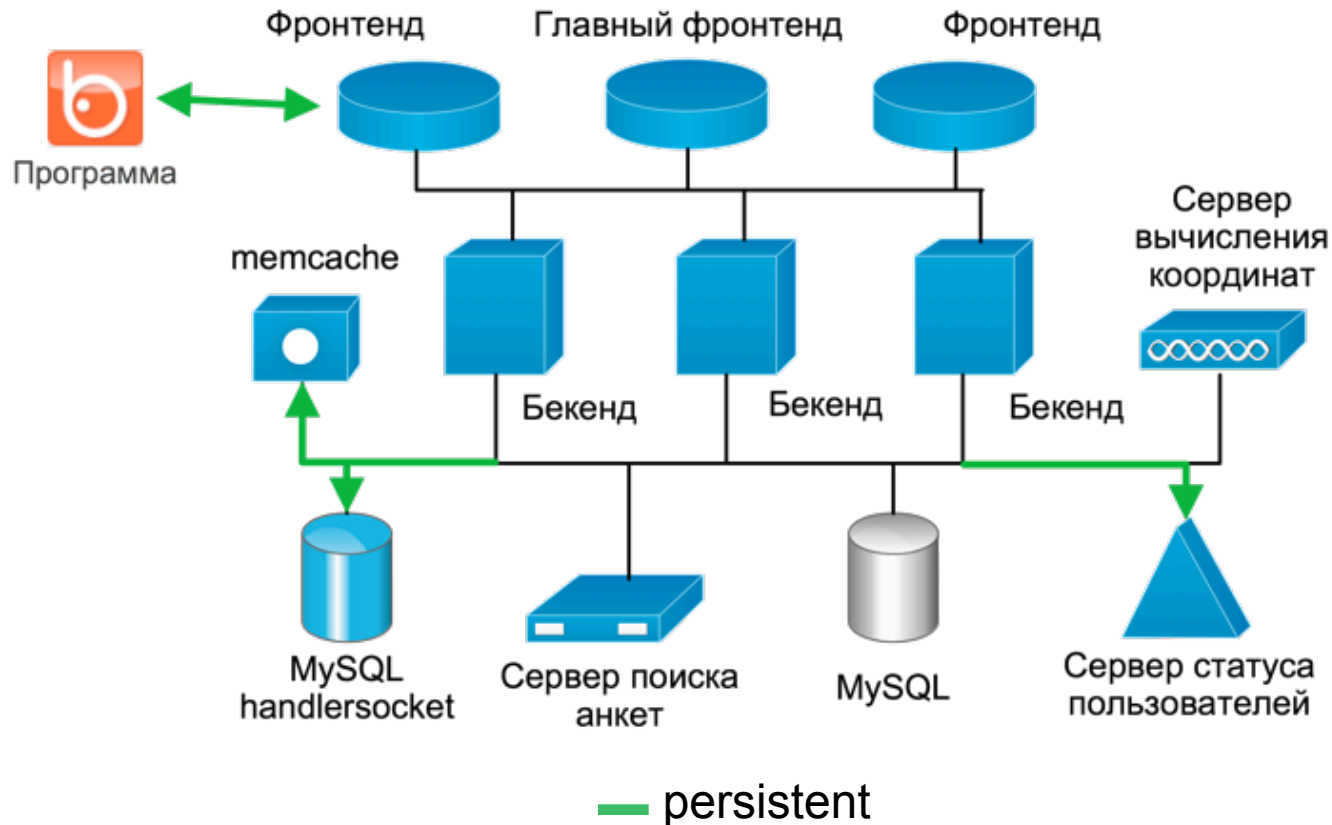 Фронтенд
Главный фронтенд
Фронтенд
Программа
memcache
Сервер
вычисления
координат
Бекенд
Бекенд
Бекенд
MySQL
handlersocket
Сервер поиска
анкет
MySQL
Сервер статуса
пользователей
persistent